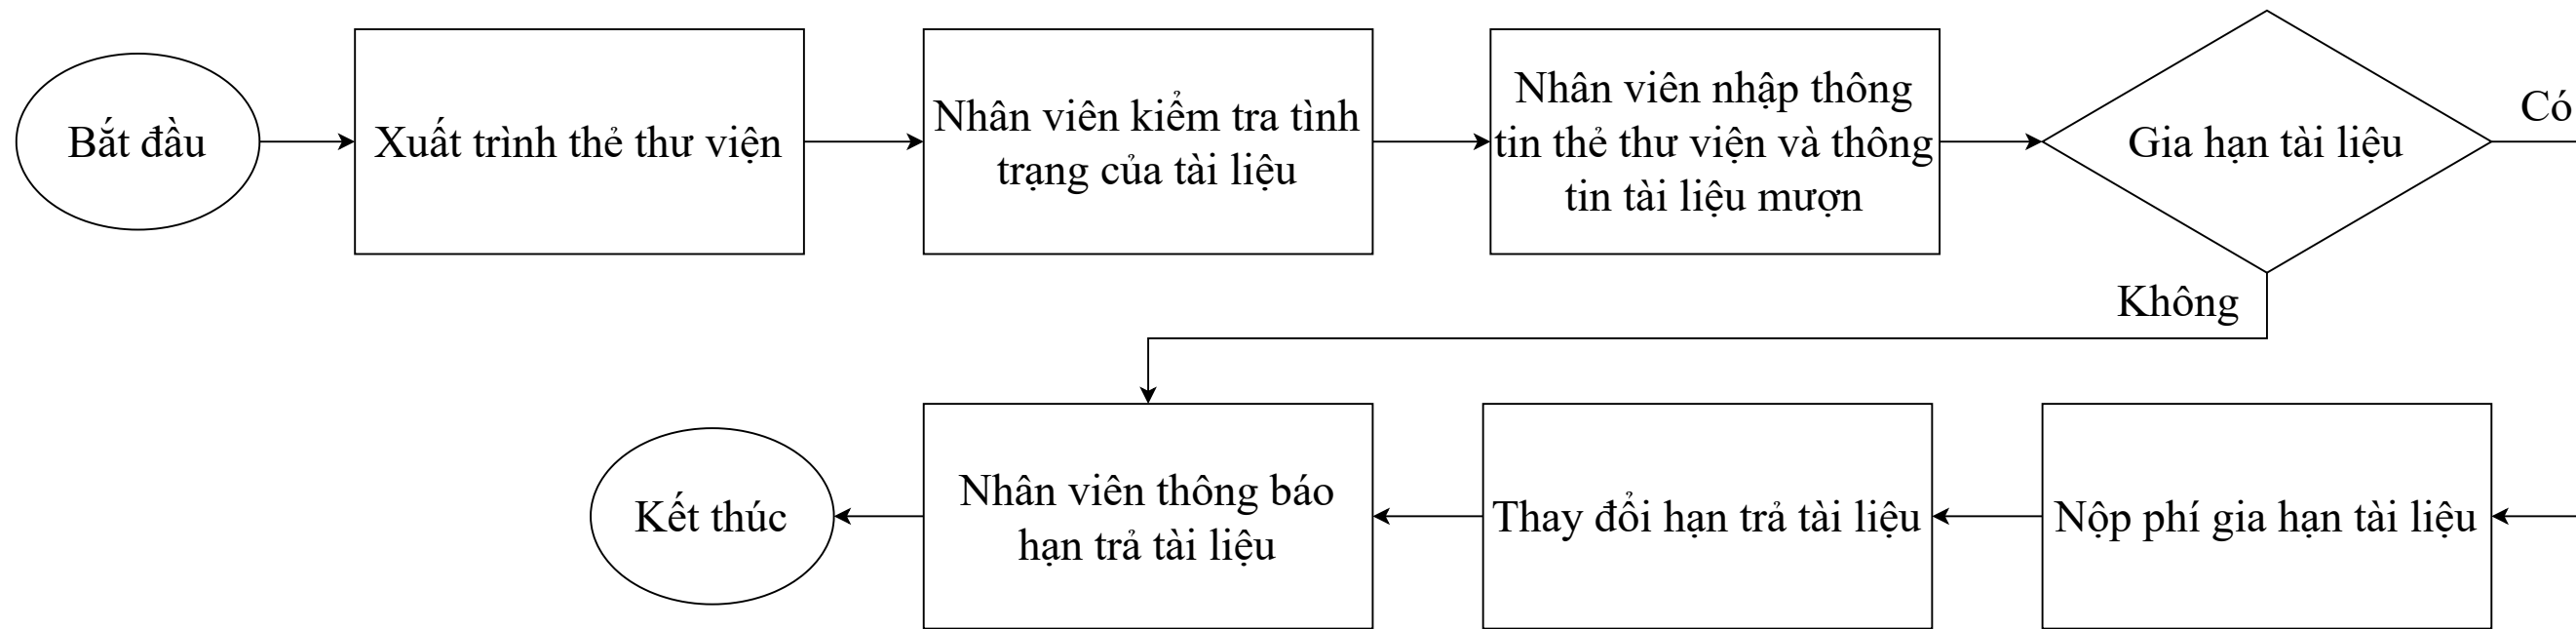 Bắt đầu
Xuất trình thẻ thư viện
Nhân viên kiểm tra tình
trạng của tài liệu
Nhân viên nhập thông
tin thẻ thư viện và thông
tin tài liệu mượn
Gia hạn tài liệu
Có
Không
Kết thúc
Nhân viên thông báo
hạn trả tài liệu
Thay đổi hạn trả tài liệu
Nộp phí gia hạn tài liệu